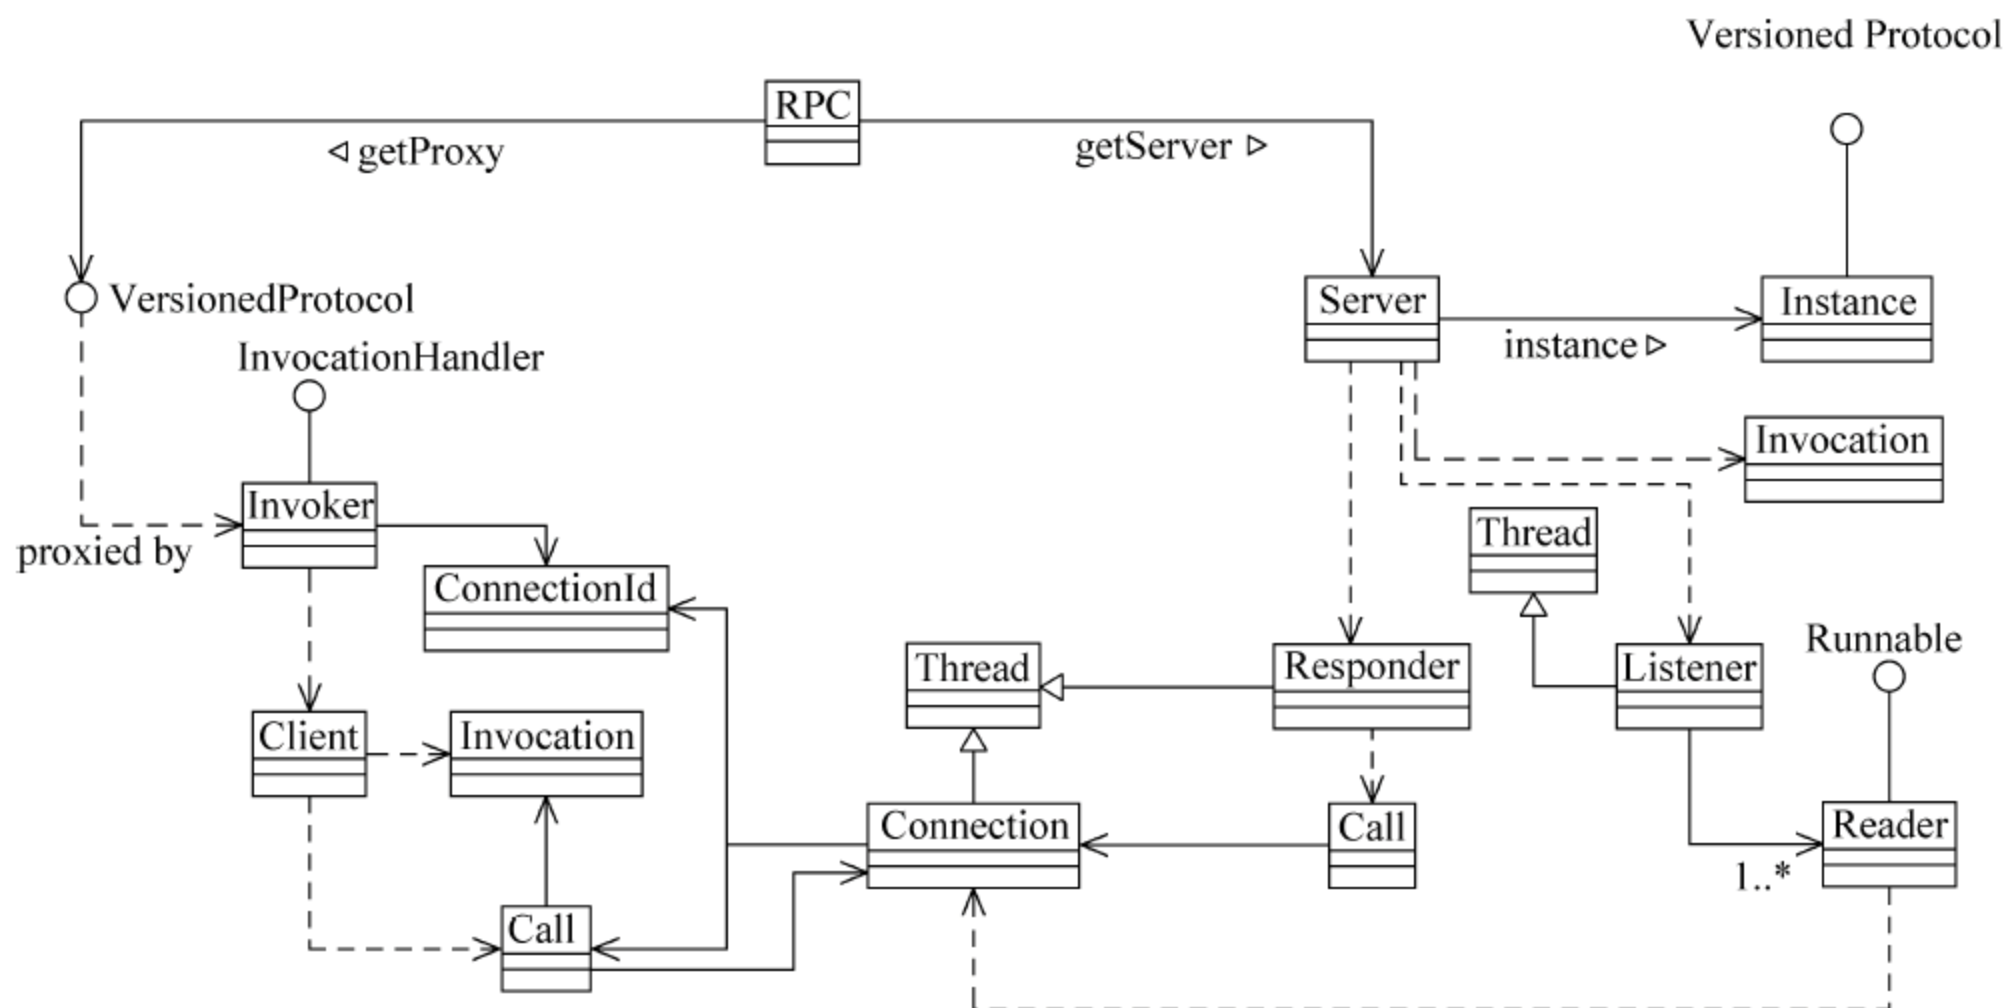 Versioned Protocol
RPC
getProxy
getServer
VersionedProtocol
Server
Instance
instance
InvocationHandler
Invocation
Invoker
proxied by
Thread
ConnectionId
Runnable
Thread
Responder
Listener
Client
Invocation
Connection
Call
Reader
1..*
Call